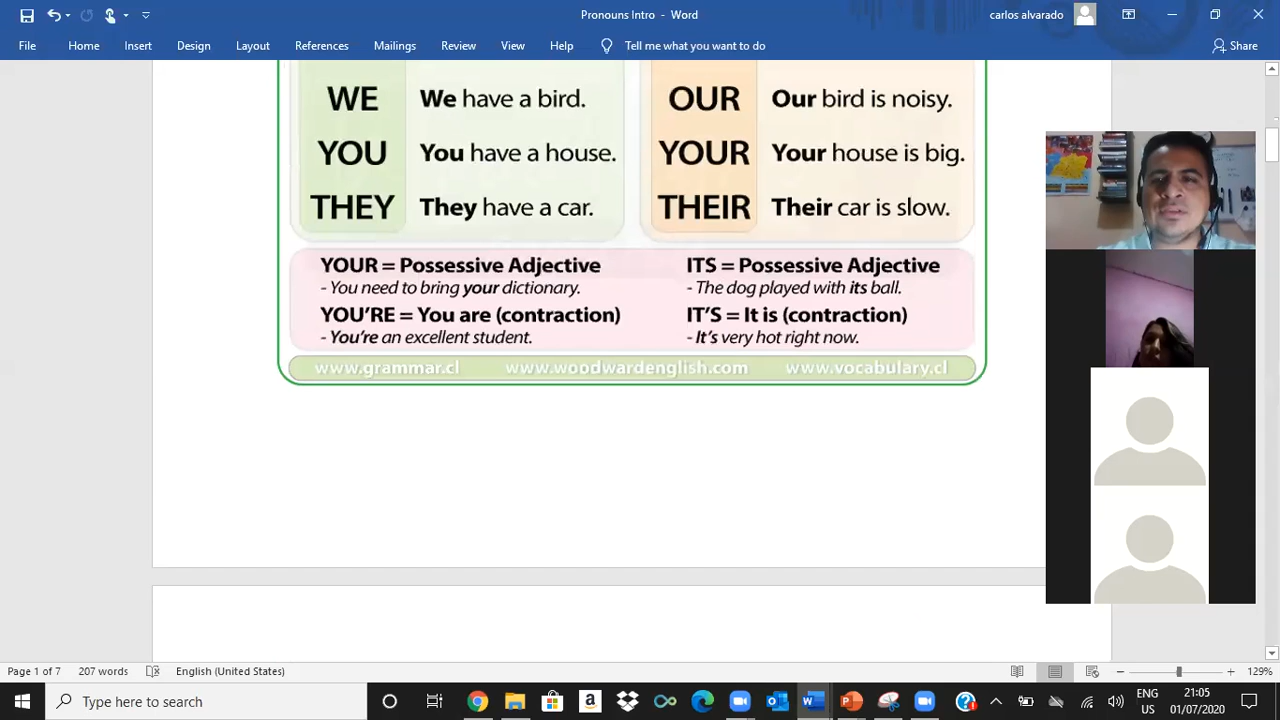 Pronouns Intro - Word
carlos alvarado
File Home Insert Design Layout References Mailings Review View Help Tell me what you want to do Share
WE We have a bird. OUR Our bird is noisy.
YOU You have a house. YOUR Your house is big.
THEY They have a car. THEIR Their car is slow.
YOUR = Possessive Adjective ITS = Possessive Adjective
- You need to bring your dictionary. - The dog played with its ball.
YOU'RE = You are (contraction) IT'S = It is (contraction)
- You're an excellent student. - It's very hot right now.
www.grammar.cl www.woodwardenglish.com www.vocabulary.cl
Page 1 of 7 207 words English (United States) 129%
Type here to search
ENG 21:05
US 01/07/2020